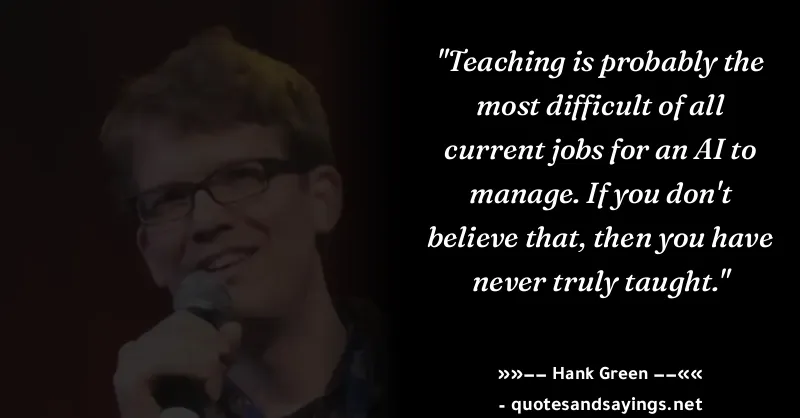 "Teaching is probably the
most difficult of all
current jobs for an AI to
manage. If you don't
believe that, then you have
never truly taught."
»»–– Hank Green ––««
- quotesandsayings.net